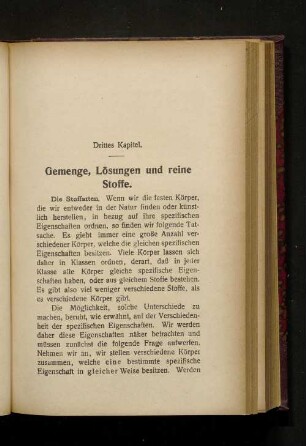 Drittes Kapitel.
Gemenge, Lösungen und reine
Stoffe.
Die Stoffarten. Wenn wir die festen Körper,
die wir entweder in der Natur finden oder künst-
lich herstellen, in bezug auf ihre spezifischen
Eigenschaften ordnen, so finden wir folgende Tat-
sache. Es gibt immer eine große Anzahl ver-
schiedener Körper, welche die gleichen spezifischen
Eigenschaften besitzen. Viele Körper lassen sich
daher in Klassen ordnen, derart, daß in jeder
Klasse alle Körper gleiche spezifische Eigen-
schaften haben, oder aus gleichem Stoffe bestehen.
Es gibt also viel weniger verschiedene Stoffe, als
es verschiedene Körper gibt.
Die Möglichkeit, solche Unterschiede zu
machen, beruht, wie erwähnt, auf der Verschieden-
heit der spezifischen Eigenschaften. Wir werden
daher diese Eigenschaften näher betrachten und
müssen zunächst die folgende Frage aufwerfen.
Nehmen wir an, wir stellen verschiedene Körper
zusammen, welche eine bestimmte spezifische
Eigenschaft in gleicher Weise besitzen. Werden